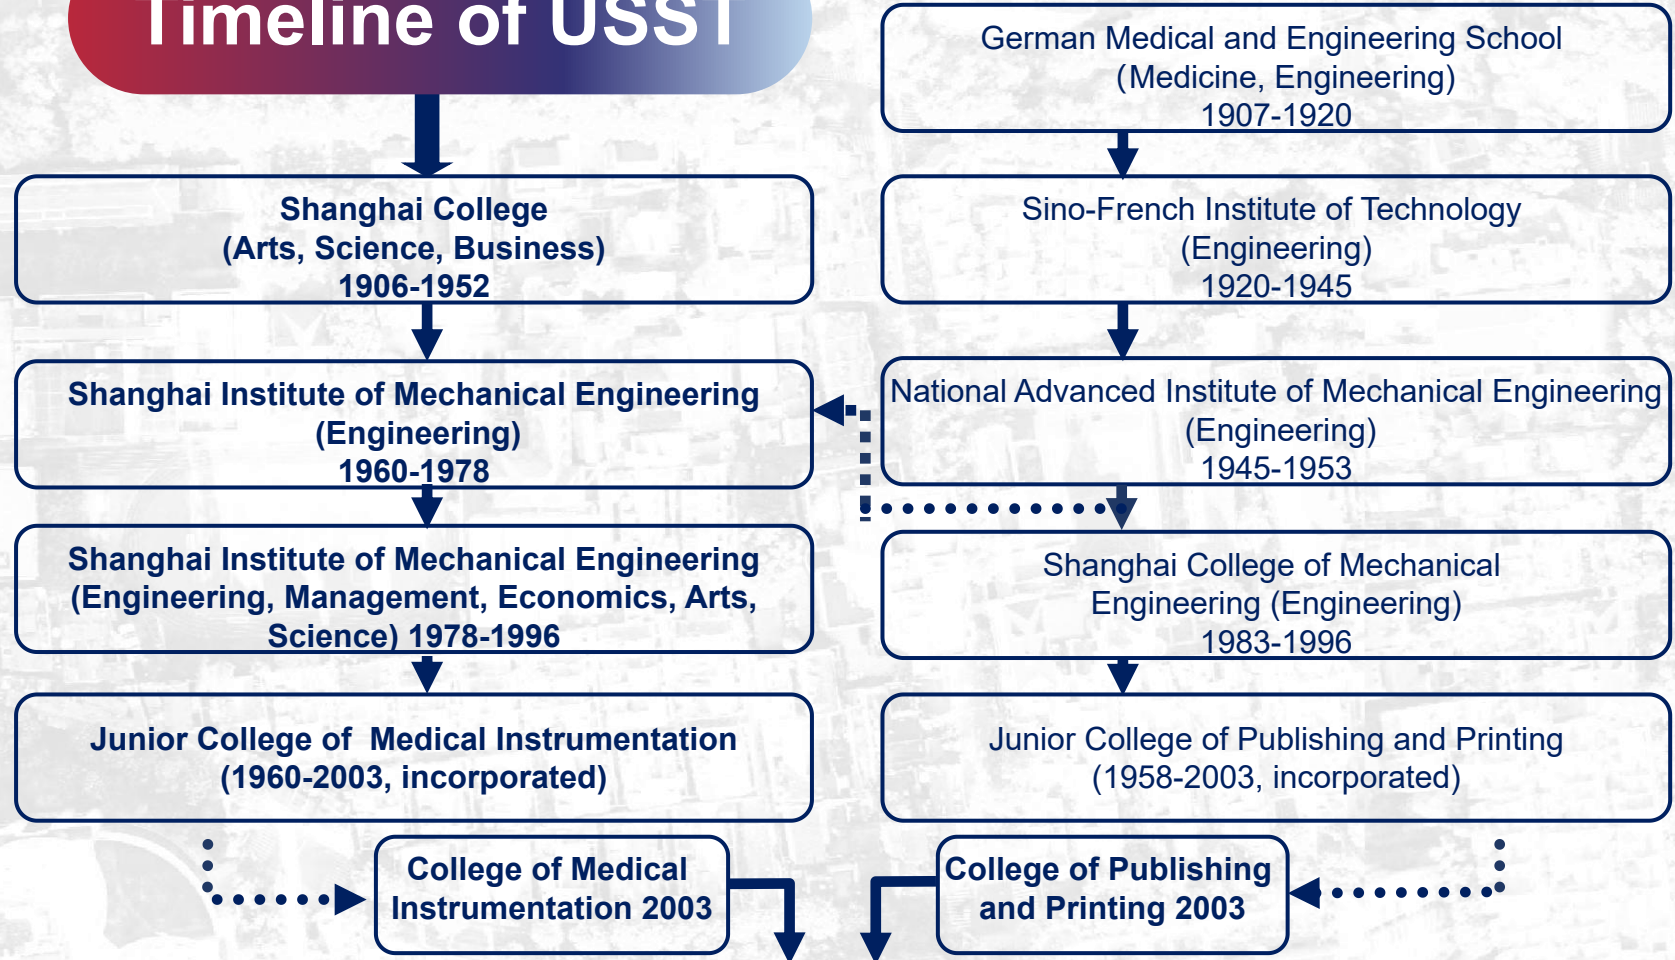 Timeline of USST
German Medical and Engineering School
(Medicine, Engineering)
1907-1920
Shanghai College
(Arts, Science, Business)
1906-1952
Sino-French Institute of Technology
(Engineering)
1920-1945
Shanghai Institute of Mechanical Engineering
(Engineering)
1960-1978
National Advanced Institute of Mechanical Engineering
(Engineering)
1945-1953
Shanghai Institute of Mechanical Engineering
(Engineering, Management, Economics, Arts,
Science) 1978-1996
Shanghai College of Mechanical
Engineering (Engineering)
1983-1996
Junior College of  Medical Instrumentation
(1960-2003, incorporated)
Junior College of Publishing and Printing
(1958-2003, incorporated)
College of Medical
Instrumentation 2003
College of Publishing
and Printing 2003